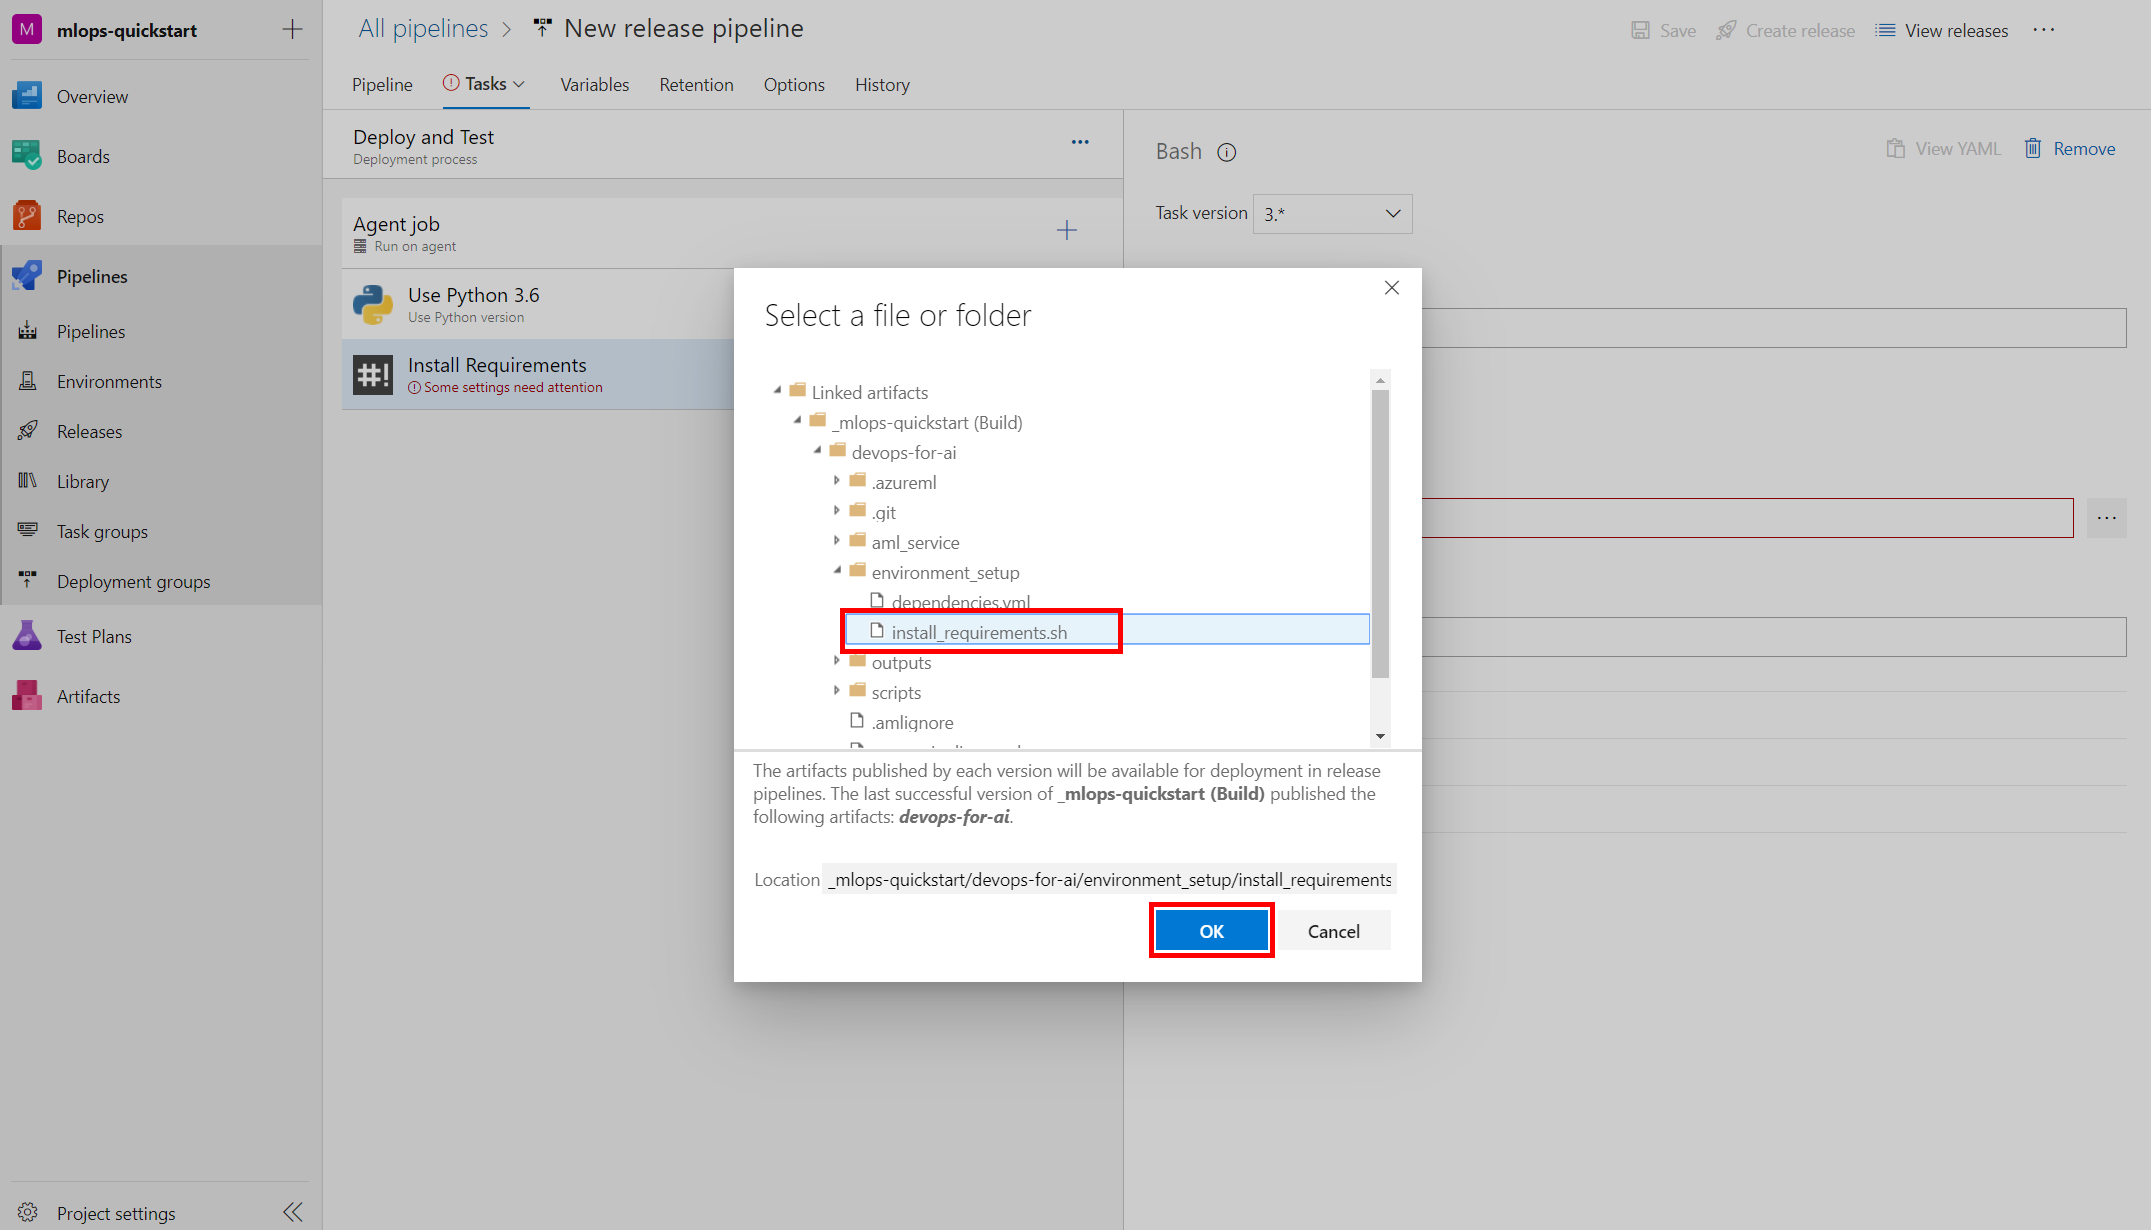 M mlops-quickstart
Overview
Boards
Repos
Pipelines
Pipelines
Environments
Releases
Library
Task groups
Deployment groups
Test Plans
Artifacts
Project settings
All pipelines > New release pipeline
Save Create release View releases ...
Pipeline Tasks Variables Retention Options History
Deploy and Test
Deployment process
...
Agent job
Run on agent
Use Python 3.6
Use Python version
#!
Install Requirements
Some settings need attention
Bash
View YAML Remove
Task version 3.*
...
Select a file or folder
Linked artifacts
_mlops-quickstart (Build)
devops-for-ai
.azureml
.git
aml_service
environment_setup
dependencies.yml
install_requirements.sh
outputs
scripts
.amlignore
The artifacts published by each version will be available for deployment in release
pipelines. The last successful version of _mlops-quickstart (Build) published the
following artifacts: devops-for-ai.
Location _mlops-quickstart/devops-for-ai/environment_setup/install_requirements
OK Cancel